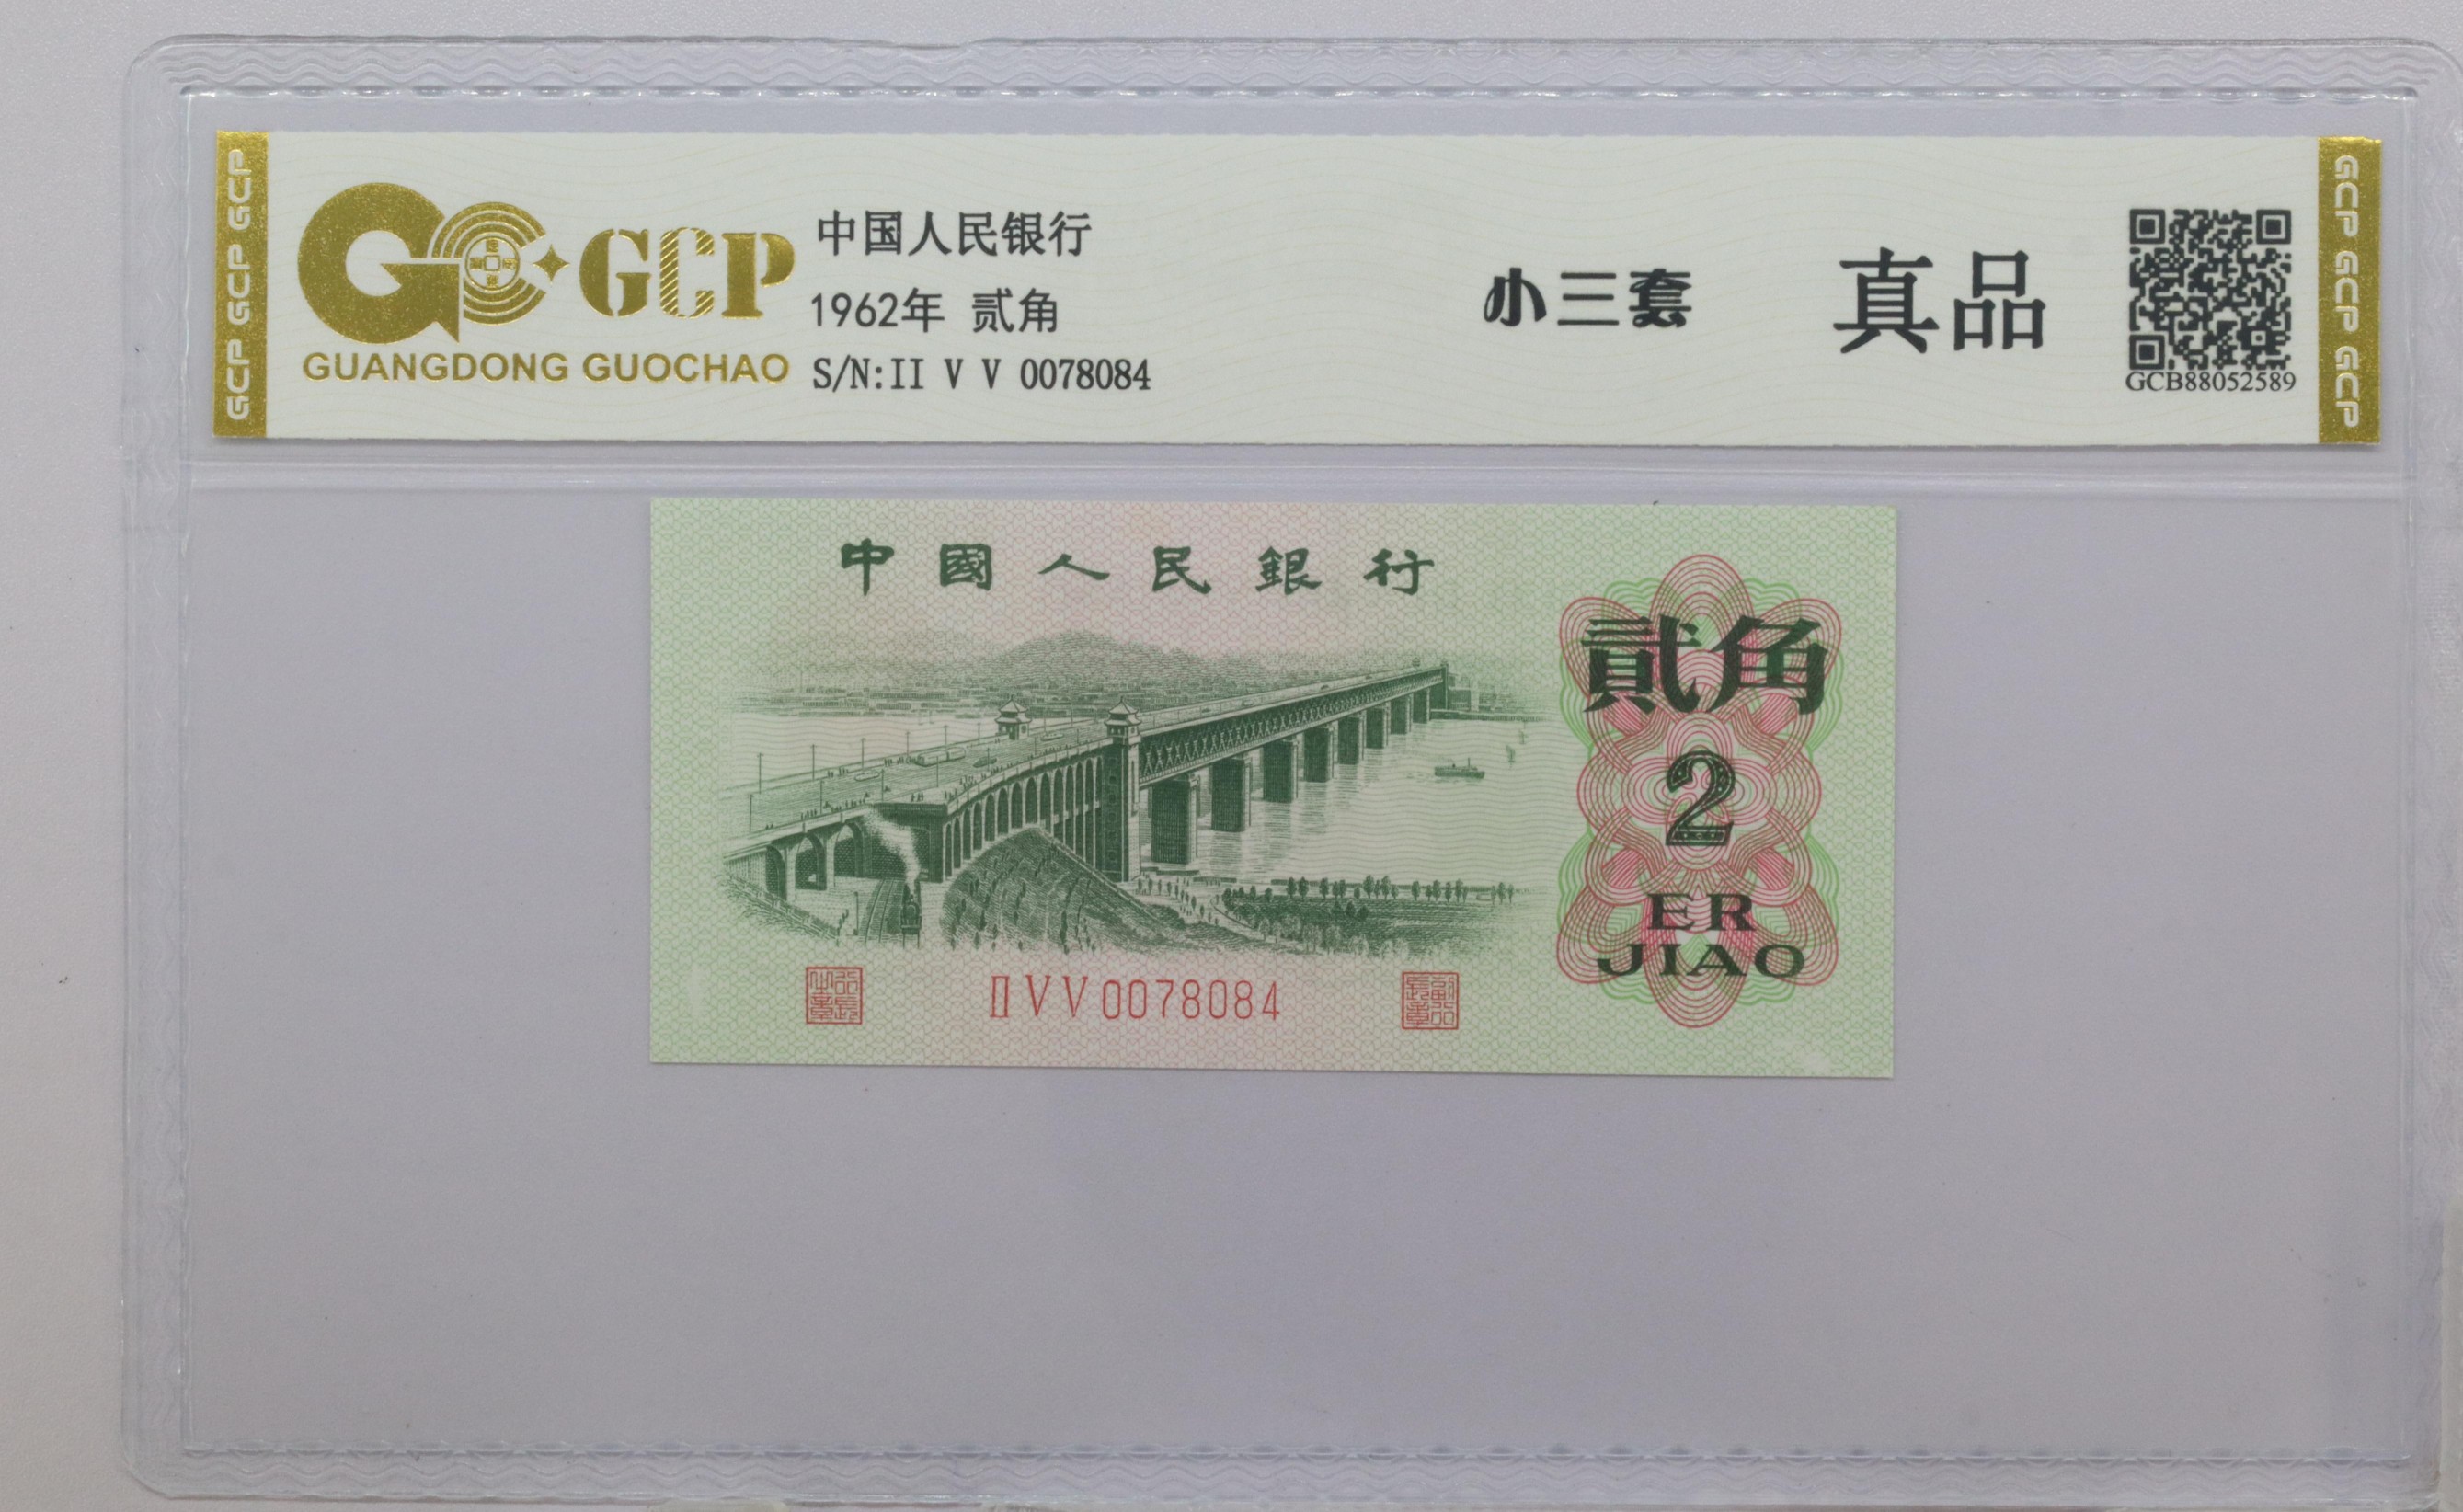 GCP GCP GCP
GCP
GUANGDONG GUOCHAO
中国人民银行
1962年 贰角
S/N:II V V 0078084
小三套
真品
GCB88052589
GCP GCP GCP
中國人民銀行
貳角
2
ER
JIAO
ⅡVV0078084